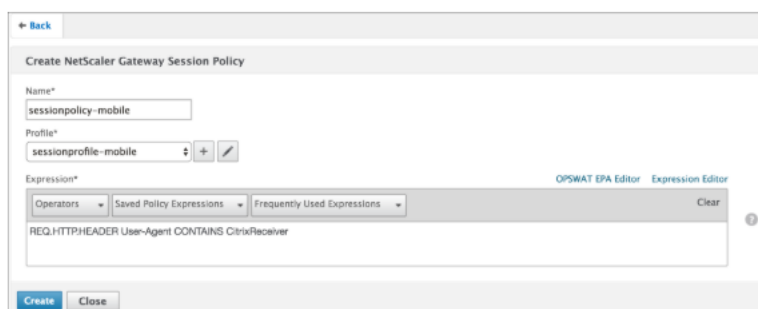 ← Back
Create NetScaler Gateway Session Policy
Name*
sessionpolicy-mobile
Profile*
sessionprofile-mobile +
Expression* OPSWAT EPA Editor Expression Editor
Operators Saved Policy Expressions Frequently Used Expressions Clear
REQ.HTTP.HEADER User-Agent CONTAINS CitrixReceiver
?
Create Close